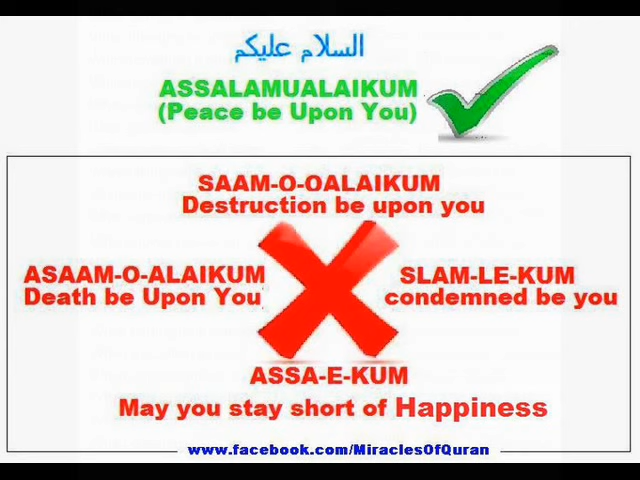 السلام عليكم
ASSALAMUALAIKUM
(Peace be Upon You)
SAAM-O-OALAIKUM
Destruction be upon you
ASAAM-O-ALAIKUM
Death be Upon You
SLAM-LE-KUM
condemned be you
ASSA-E-KUM
May you stay short of Happiness
www.facebook.com/MiraclesOfQuran